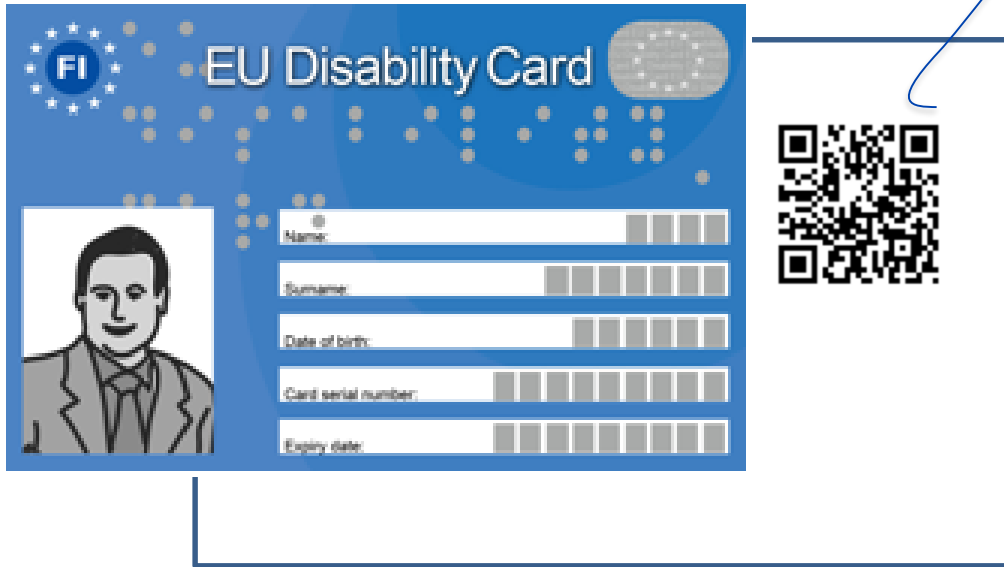 FI
EU Disability Card
Name:
Surname:
Date of birth:
Card serial number:
Expiry date: